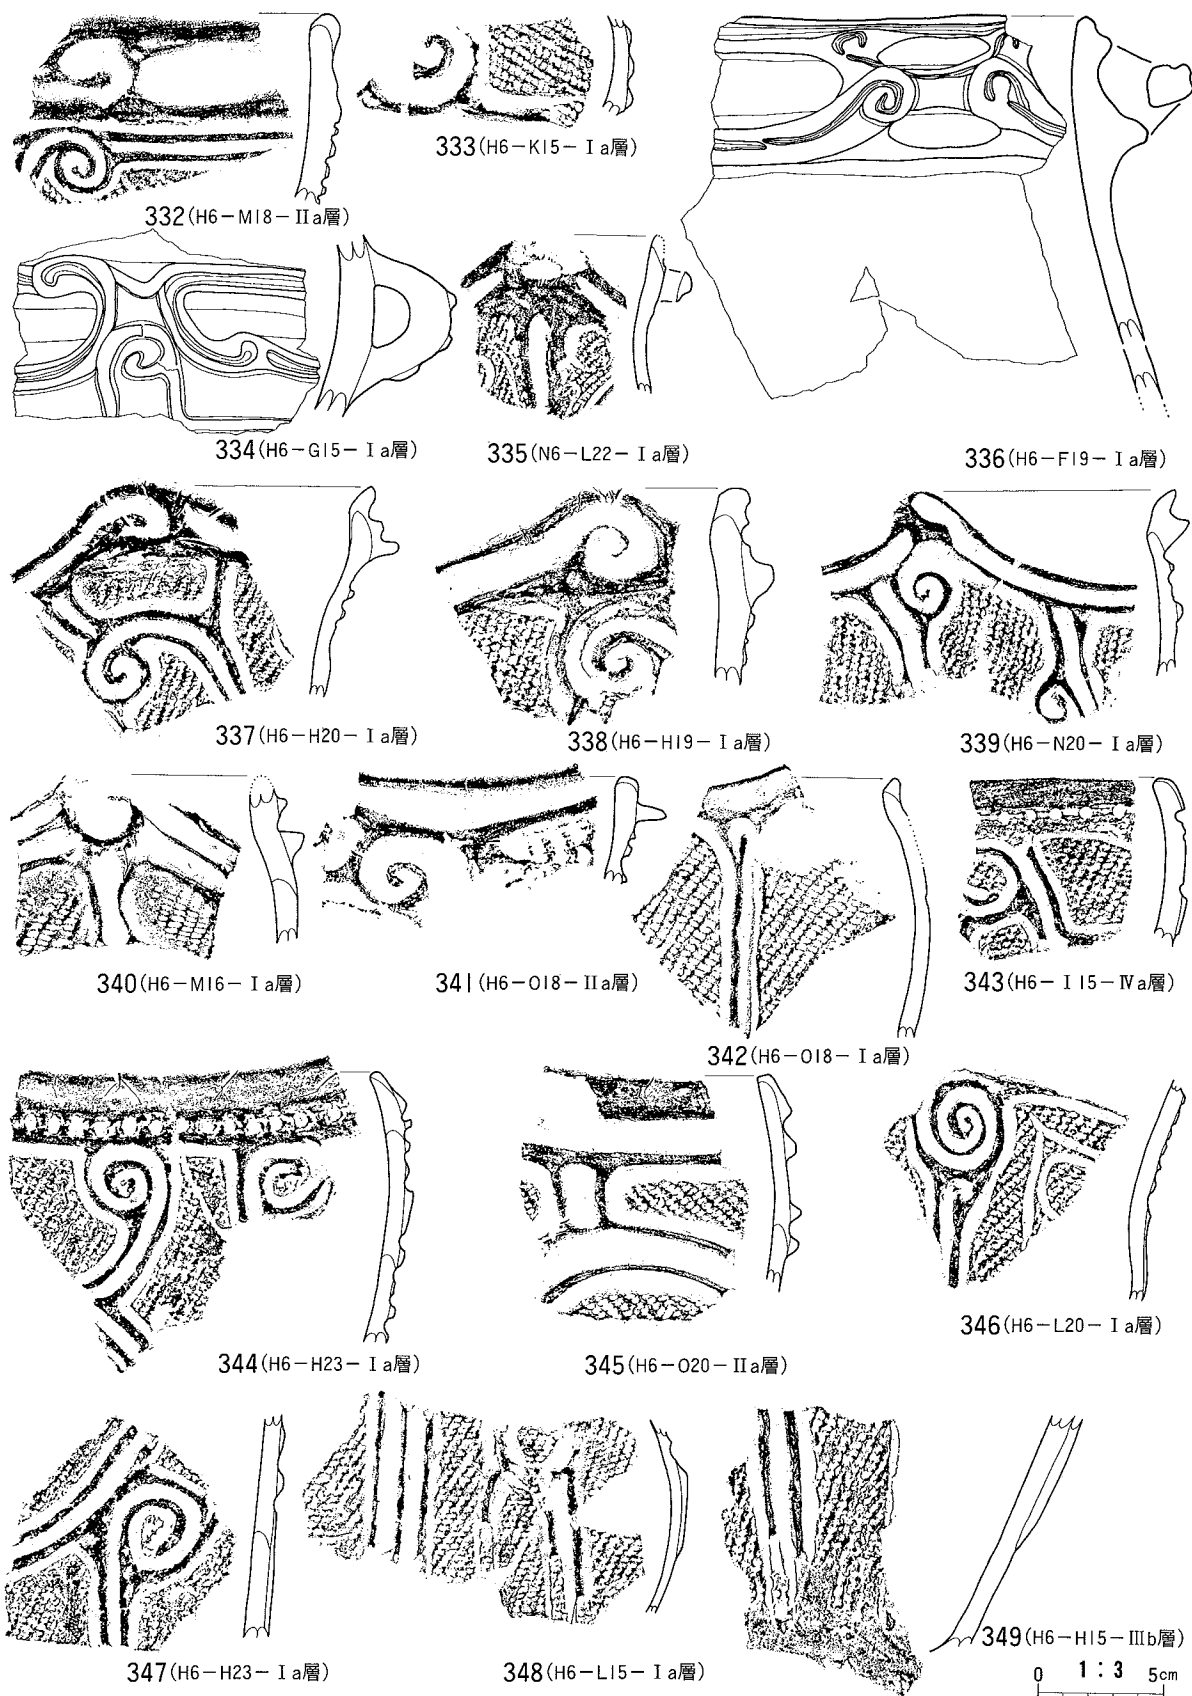 332(H6-M18-Ⅱa層)
333(H6-K15-Ⅰa層)
334(H6-G15-Ⅰa層)
335(N6-L22-Ⅰa層)
336(H6-F19-Ⅰa層)
337(H6-H20-Ⅰa層)
338(H6-H19-Ⅰa層)
339(H6-N20-Ⅰa層)
340(H6-M16-Ⅰa層)
341(H6-O18-Ⅱa層)
342(H6-O18-Ⅰa層)
343(H6-I15-Ⅳa層)
344(H6-H23-Ⅰa層)
345(H6-O20-Ⅱa層)
346(H6-L20-Ⅰa層)
347(H6-H23-Ⅰa層)
348(H6-L15-Ⅰa層)
349(H6-H15-Ⅲb層)
0 1:3 5cm